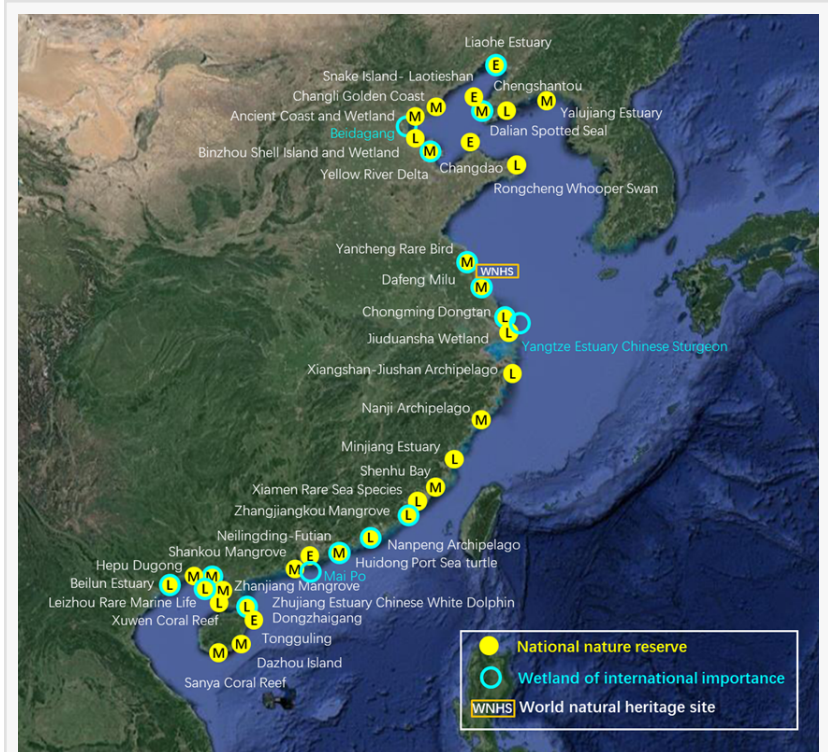 Liaohe Estuary
E
Snake Island- Laotieshan
Chengshantou
Changli Golden Coast
E
M
M
Yalujiang Estuary
Ancient Coast and Wetland
M
M
L
Dalian Spotted Seal
Beidagang
L
E
Binzhou Shell Island and Wetland
M
Changdao
L
Yellow River Delta
Rongcheng Whooper Swan
Yancheng Rare Bird
M
WNHS
Dafeng Milu
M
Chongming Dongtan
L
Jiuduansha Wetland
L
Yangtze Estuary Chinese Sturgeon
Xiangshan-Jiushan Archipelago
L
Nanji Archipelago
M
Minjiang Estuary
L
Shenhu Bay
M
Xiamen Rare Sea Species
L
Zhangjiangkou Mangrove
L
Neilingding-Futian
L
Nanpeng Archipelago
Shankou Mangrove
E
M
Huidong Port Sea turtle
Hepu Dugong
M
M
M
Mai Po
Beilun Estuary
L
L
M
Zhanjiang Mangrove
Leizhou Rare Marine Life
L
L
Zhujiang Estuary Chinese White Dolphin
Xuwen Coral Reef
E
Dongzhaigang
M
Tongguling
M
Dazhou Island
Sanya Coral Reef
National nature reserve
Wetland of international importance
WNHS World natural heritage site